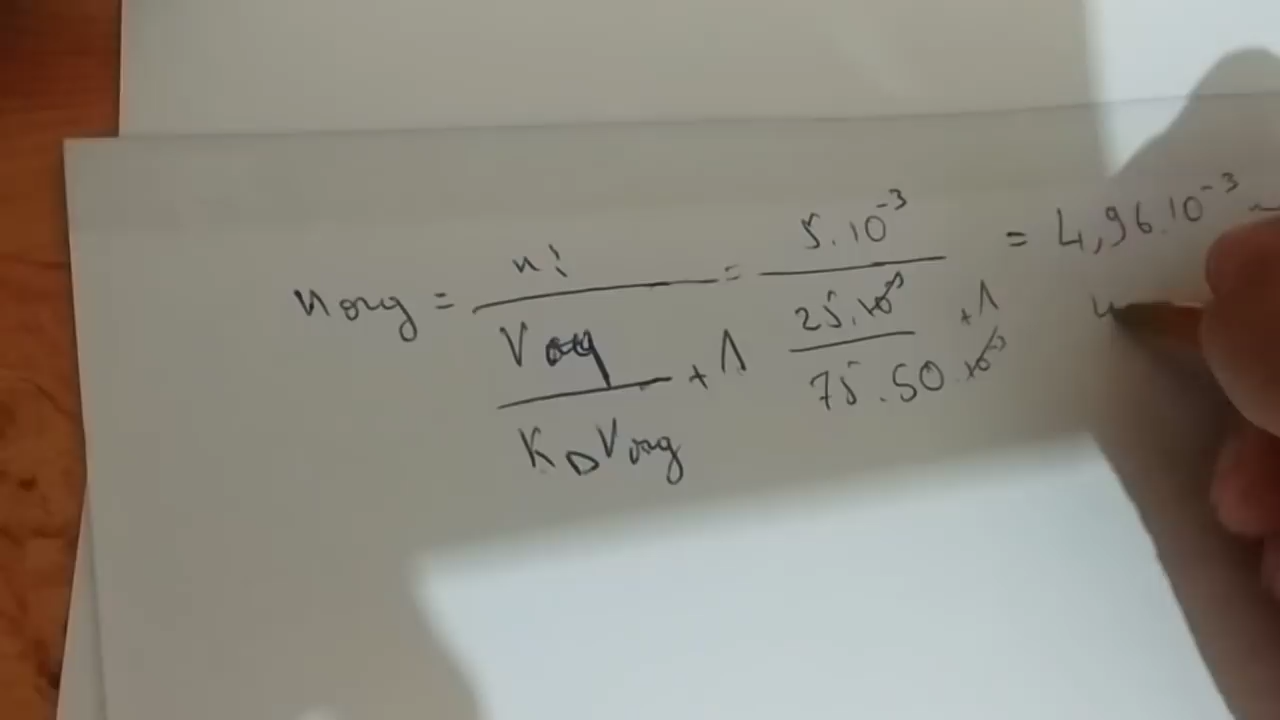 n org = n i / (V aq / K D V org + 1) = 5.10⁻³ / (25.10⁻³ / 75.50.10⁻³ + 1) = 4,96.10⁻³